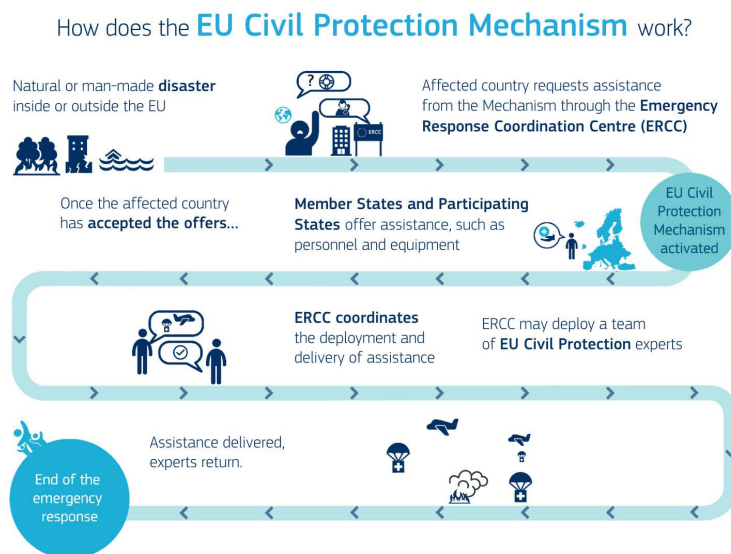 How does the EU Civil Protection Mechanism work?
Natural or man-made disaster
inside or outside the EU
?
ERCC
Affected country requests assistance
from the Mechanism through the Emergency
Response Coordination Centre (ERCC)
EU Civil
Protection
Mechanism
activated
Member States and Participating
States offer assistance, such as
personnel and equipment
Once the affected country
has accepted the offers...
ERCC coordinates
the deployment and
delivery of assistance
ERCC may deploy a team
of EU Civil Protection experts
Assistance delivered,
experts return.
End of the
emergency
response